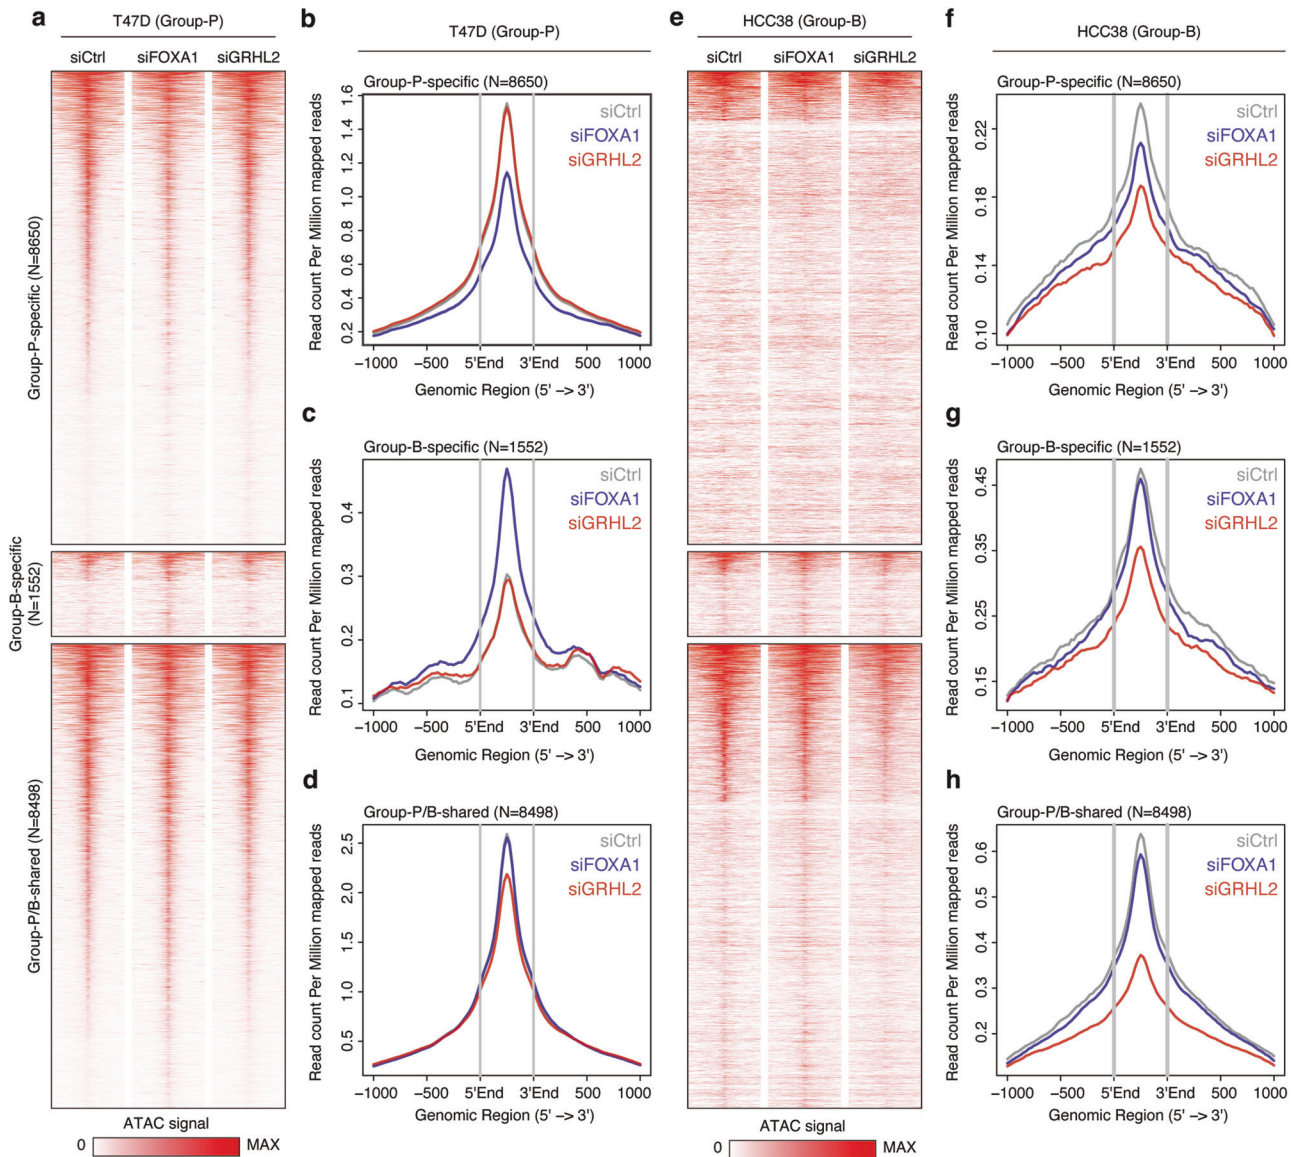 a
T47D (Group-P)
siCtrl siFOXA1 siGRHL2
Group-P-specific (N=8650)
Group-B-specific
(N=1552)
Group-P/B-shared (N=8498)
ATAC signal
0 MAX
b
T47D (Group-P)
Group-P-specific (N=8650)
siCtrl
siFOXA1
siGRHL2
Read count Per Million mapped reads
1.6
1.4
1.2
1.0
0.8
0.6
0.4
0.2
−1000 −500 5'End 3'End 500 1000
Genomic Region (5' −> 3')
c
Group-B-specific (N=1552)
siCtrl
siFOXA1
siGRHL2
Read count Per Million mapped reads
0.4
0.3
0.2
0.1
−1000 −500 5'End 3'End 500 1000
Genomic Region (5' −> 3')
d
Group-P/B-shared (N=8498)
siCtrl
siFOXA1
siGRHL2
Read count Per Million mapped reads
2.5
2.0
1.5
1.0
0.5
−1000 −500 5'End 3'End 500 1000
Genomic Region (5' −> 3')
e
HCC38 (Group-B)
siCtrl siFOXA1 siGRHL2
ATAC signal
0 MAX
f
HCC38 (Group-B)
Group-P-specific (N=8650)
siCtrl
siFOXA1
siGRHL2
Read count Per Million mapped reads
0.22
0.18
0.14
0.10
−1000 −500 5'End 3'End 500 1000
Genomic Region (5' −> 3')
g
Group-B-specific (N=1552)
siCtrl
siFOXA1
siGRHL2
Read count Per Million mapped reads
0.45
0.35
0.25
0.15
−1000 −500 5'End 3'End 500 1000
Genomic Region (5' −> 3')
h
Group-P/B-shared (N=8498)
siCtrl
siFOXA1
siGRHL2
Read count Per Million mapped reads
0.6
0.5
0.4
0.3
0.2
−1000 −500 5'End 3'End 500 1000
Genomic Region (5' −> 3')